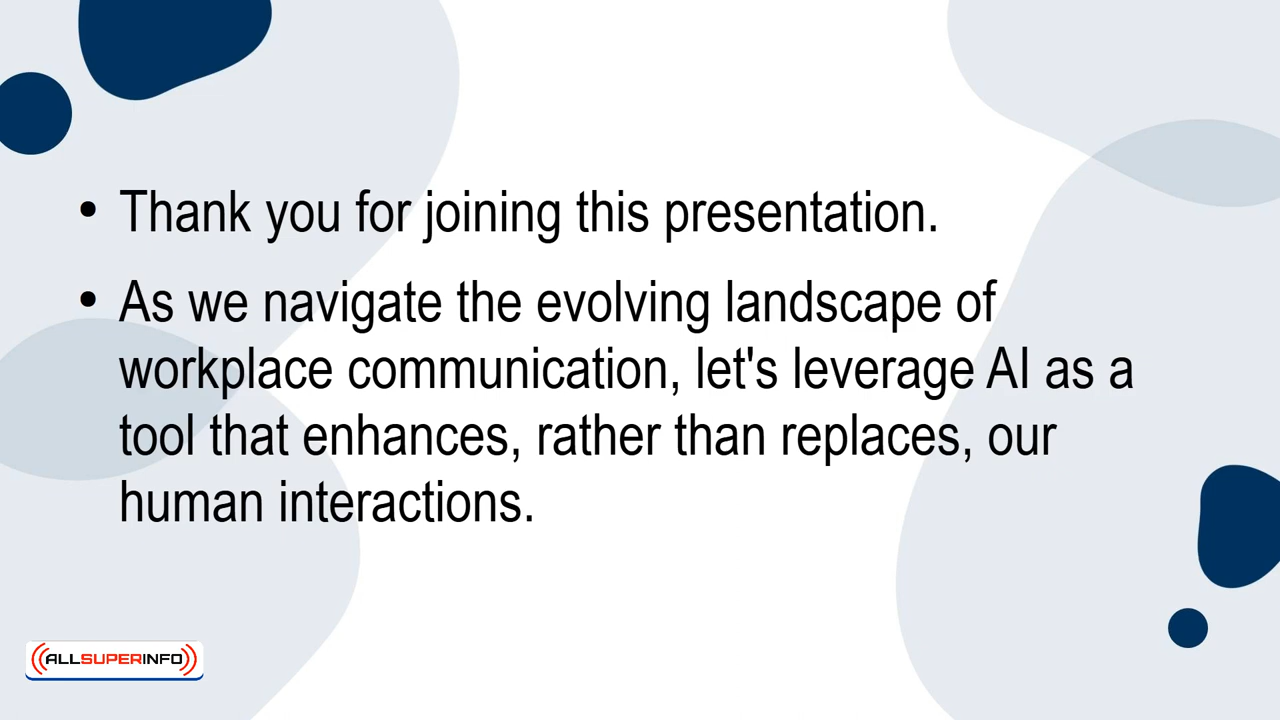 • Thank you for joining this presentation.
• As we navigate the evolving landscape of
workplace communication, let's leverage AI as a
tool that enhances, rather than replaces, our
human interactions.
ALLSUPERINFO